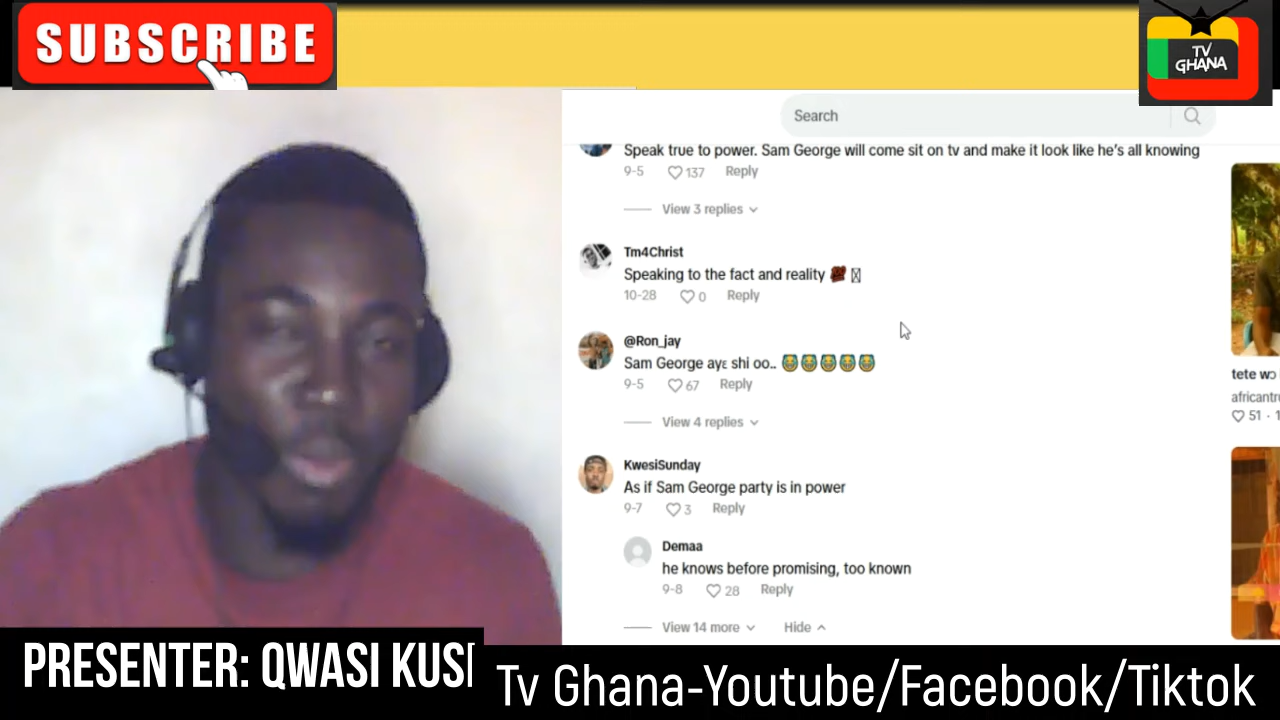 SUBSCRIBE
TV
GHANA
Search
Speak true to power. Sam George will come sit on tv and make it look like he's all knowing
9-5 137 Reply
View 3 replies
Tm4Christ
Speaking to the fact and reality
10-28 0 Reply
@Ron_jay
Sam George ayɛ shi oo..
9-5 67 Reply
View 4 replies
KwesiSunday
As if Sam George party is in power
9-7 3 Reply
Demaa
he knows before promising, too known
9-8 28 Reply
View 14 more Hide
tete wɔ
africantr
51 · 1
PRESENTER: QWASI KUSI
Tv Ghana-Youtube/Facebook/Tiktok